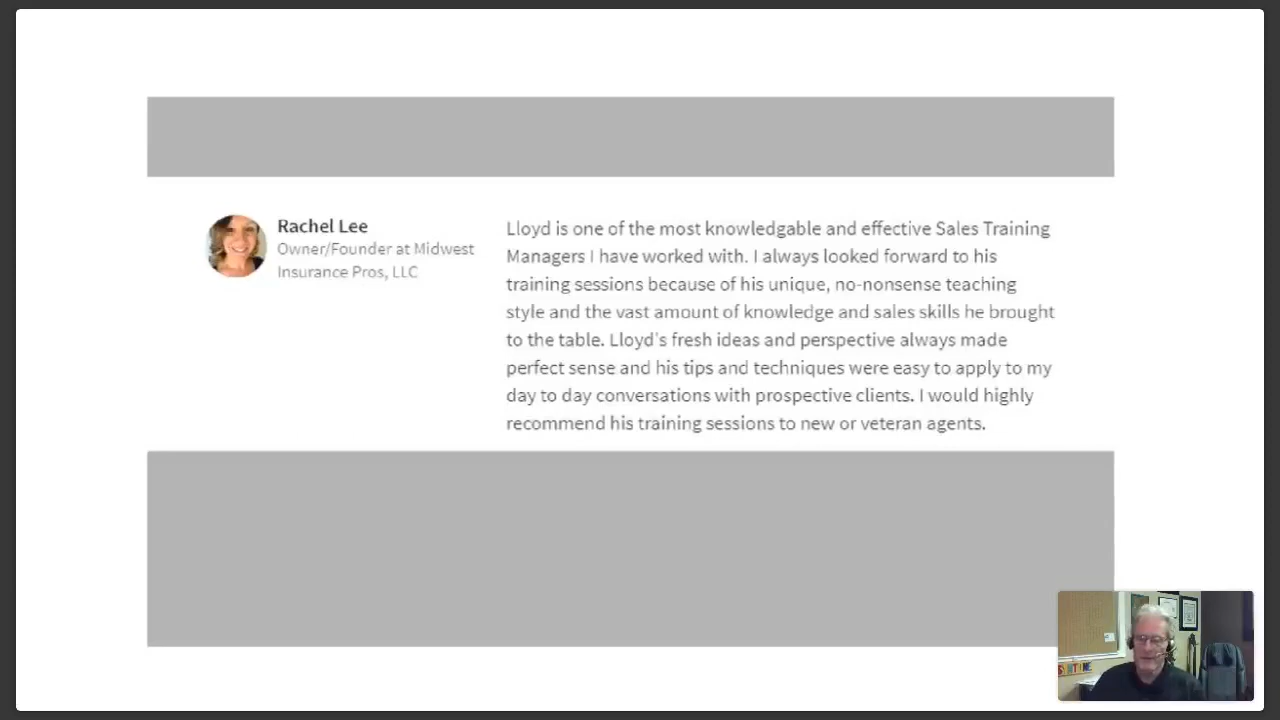 Rachel Lee
Owner/Founder at Midwest
Insurance Pros, LLC
Lloyd is one of the most knowledgable and effective Sales Training
Managers I have worked with. I always looked forward to his
training sessions because of his unique, no-nonsense teaching
style and the vast amount of knowledge and sales skills he brought
to the table. Lloyd's fresh ideas and perspective always made
perfect sense and his tips and techniques were easy to apply to my
day to day conversations with prospective clients. I would highly
recommend his training sessions to new or veteran agents.